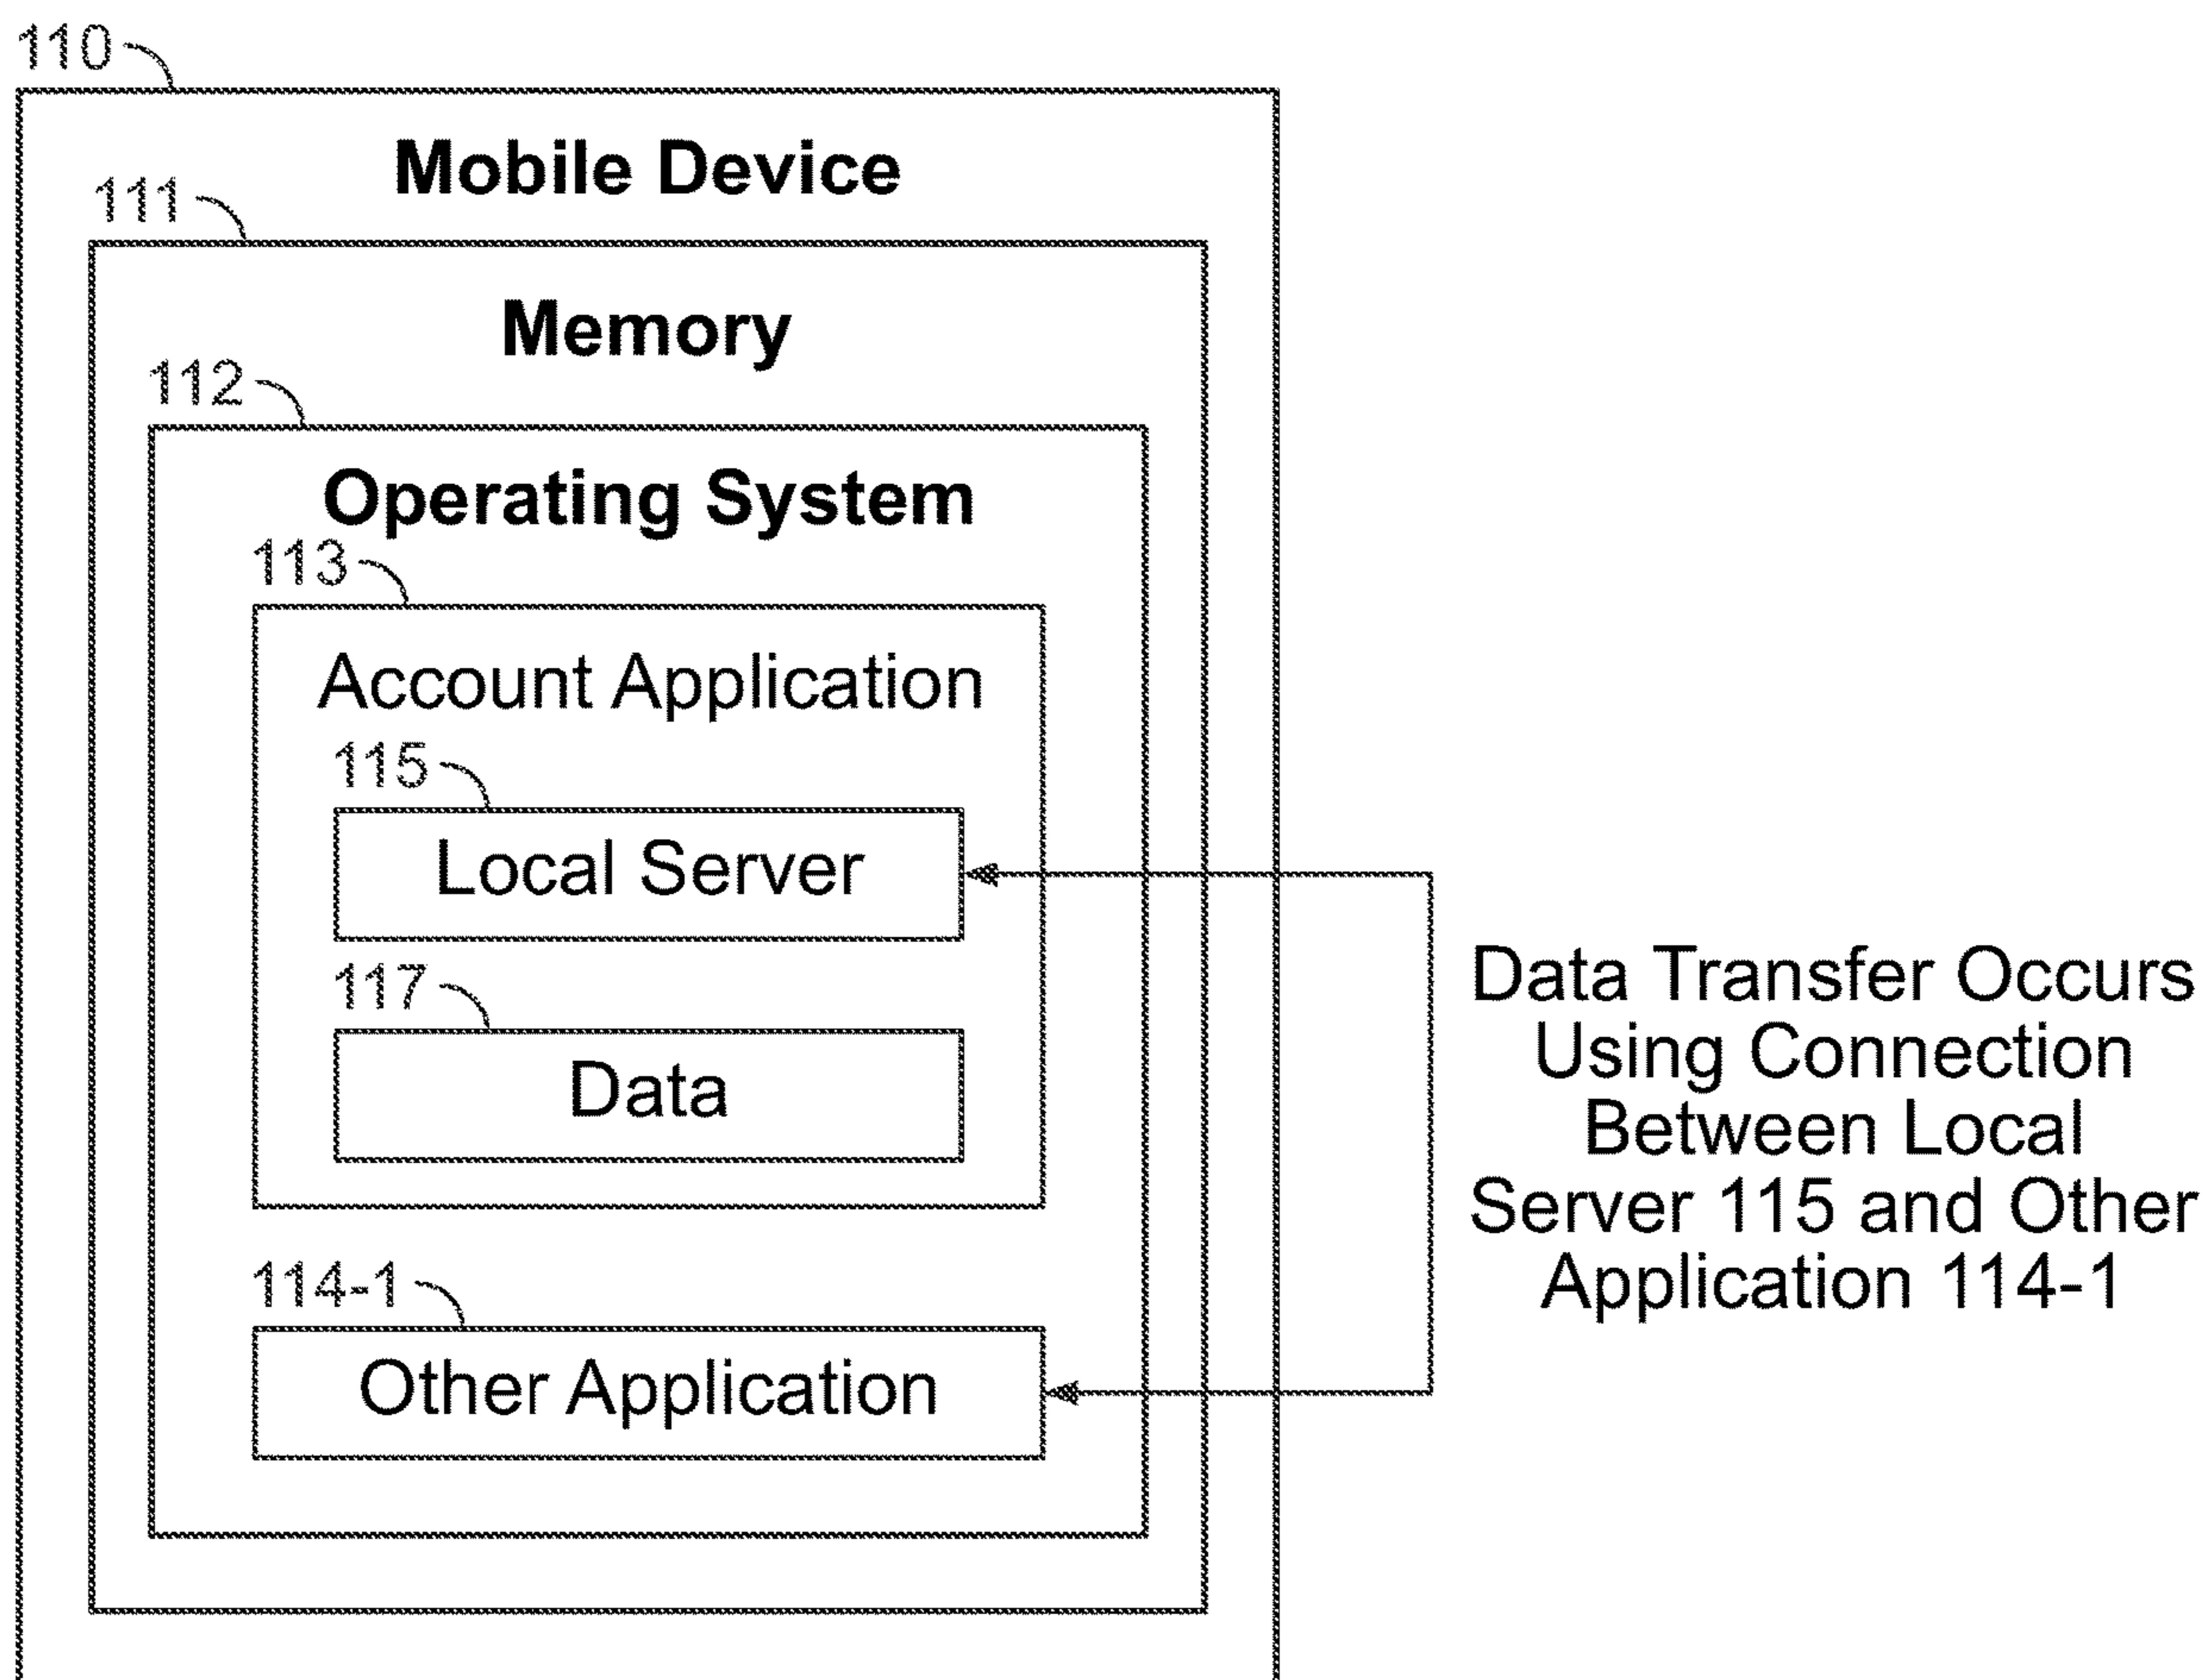 110
Mobile Device
111
Memory
112
Operating System
113
Account Application
115
Local Server
117
Data
114-1
Other Application
Data Transfer Occurs
Using Connection
Between Local
Server 115 and Other
Application 114-1